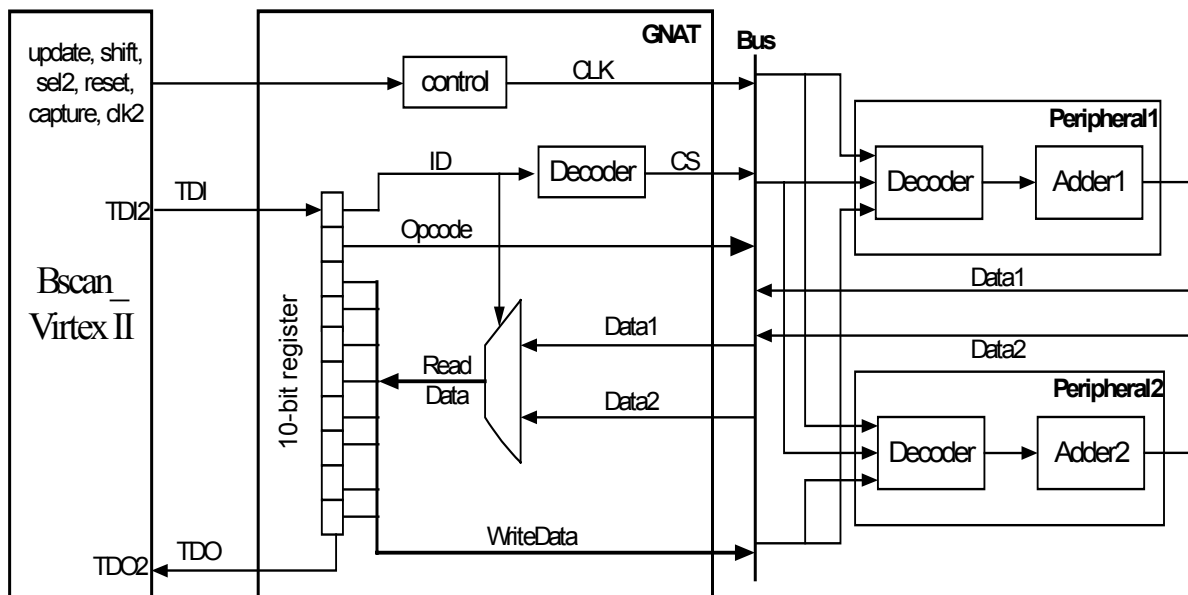 update, shift,
sel2, reset,
capture, clk2
TDI2
Bscan_
Virtex II
TDO2
TDI
TDO
GNAT
control
CLK
ID
Decoder
CS
Opcode
10-bit register
Read
Data
Data1
Data2
WriteData
Bus
Peripheral1
Decoder
Adder1
Data1
Data2
Peripheral2
Decoder
Adder2